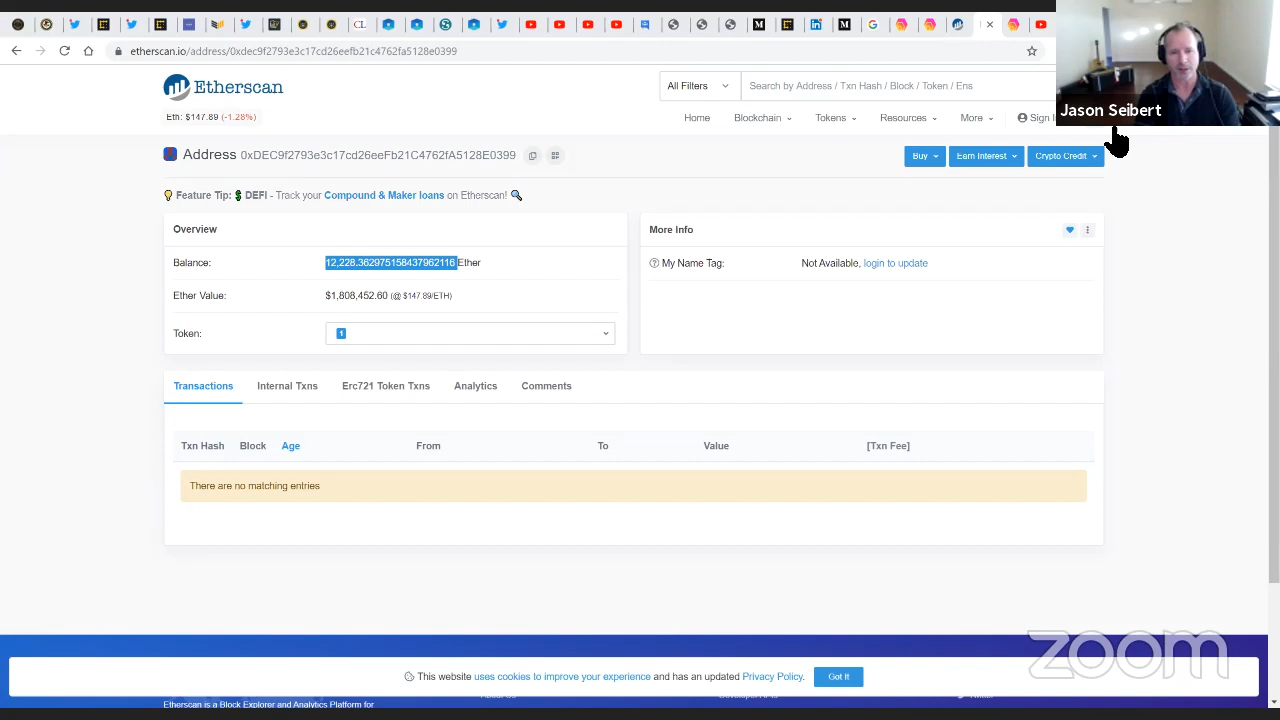 etherscan.io/address/0xdec9f2793e3c17cd26eefb21c4762fa5128e0399
Jason Seibert
Etherscan
All Filters
Search by Address / Txn Hash / Block / Token / Ens
Eth: $147.89 (-1.28%)
Home
Blockchain
Tokens
Resources
More
Sign I
Address 0xDEC9f2793e3c17cd26eeFb21C4762fA5128E0399
Buy
Earn Interest
Crypto Credit
Feature Tip: DEFI - Track your Compound & Maker loans on Etherscan!
Overview
More Info
Balance:
12,228.362975158437962116 Ether
My Name Tag:
Not Available, login to update
Ether Value:
$1,808,452.60 (@ $147.89/ETH)
Token:
1
Transactions
Internal Txns
Erc721 Token Txns
Analytics
Comments
Txn Hash
Block
Age
From
To
Value
[Txn Fee]
There are no matching entries
zoom
This website uses cookies to improve your experience and has an updated Privacy Policy.
Got It
Etherscan is a Block Explorer and Analytics Platform for